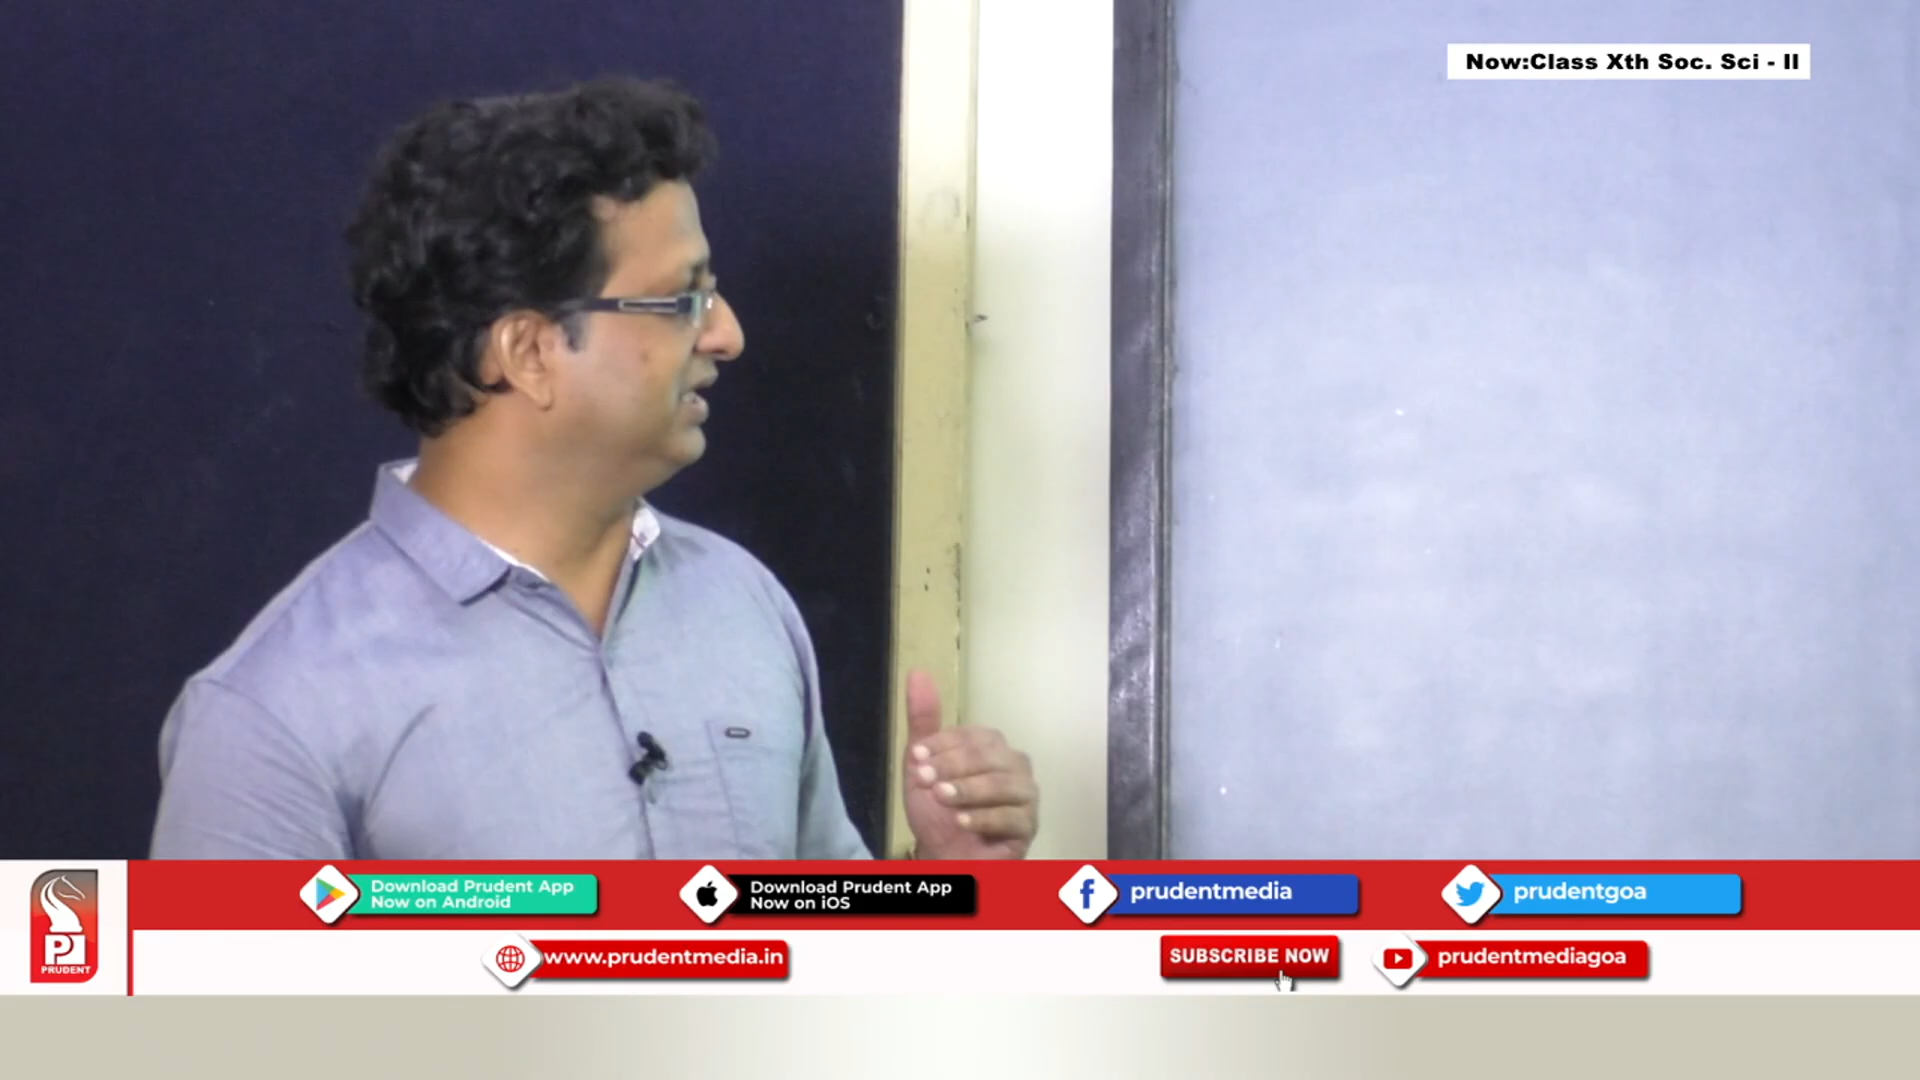 Now:Class Xth Soc. Sci - II
Download Prudent App
Now on Android
Download Prudent App
Now on iOS
prudentmedia
prudentgoa
PRUDENT
www.prudentmedia.in
SUBSCRIBE NOW
prudentmediagoa